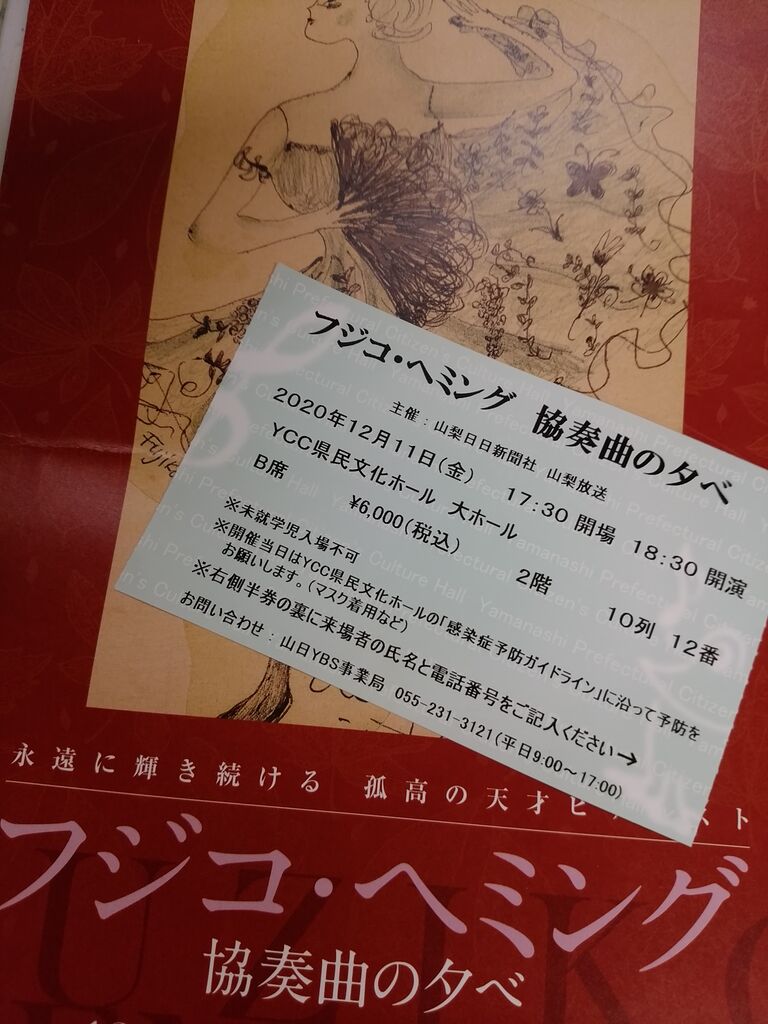 フジコ・ヘミング 協奏曲の夕べ
主催：山梨日日新聞社 山梨放送
2020年12月11日(金) 17:30 開場 18:30 開演
YCC県民文化ホール 大ホール
B席 ¥6,000(税込) 2階 10列 12番
※未就学児入場不可
※開催当日はYCC県民文化ホールの「感染症予防ガイドライン」に沿って予防を
お願いします。(マスク着用など)
※右側半券の裏に来場者の氏名と電話番号をご記入ください→
お問い合わせ：山日YBS事業局 055-231-3121(平日9:00～17:00)
永遠に輝き続ける 孤高の天才ピアニスト
フジコ・ヘミング
協奏曲の夕べ